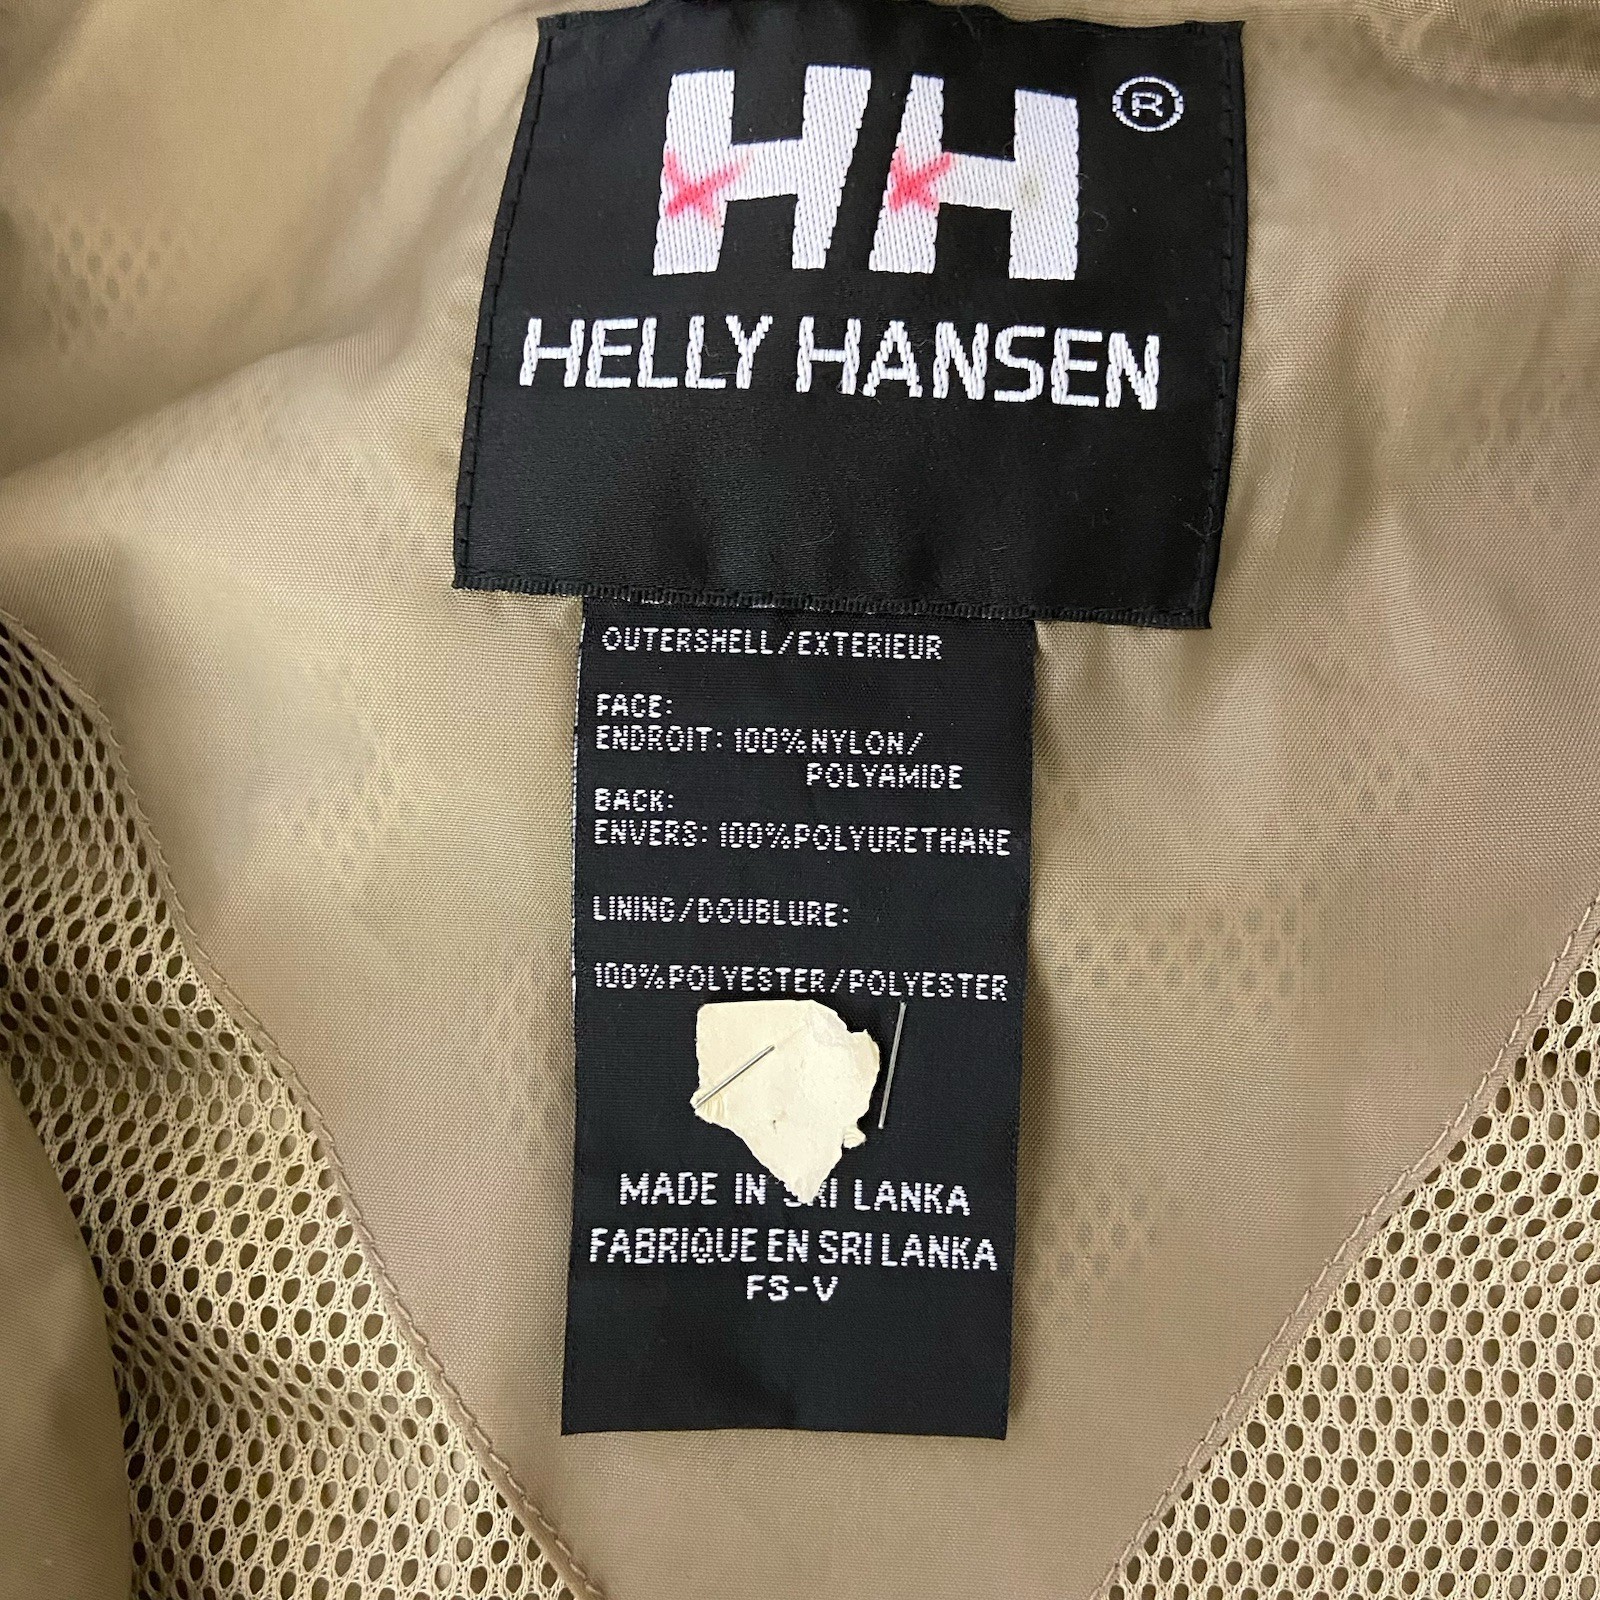 HH ®
HELLY HANSEN
OUTERSHELL/EXTERIEUR
FACE:
ENDROIT: 100%NYLON/
POLYAMIDE
BACK:
ENVERS: 100%POLYURETHANE
LINING/DOUBLURE:
100%POLYESTER/POLYESTER
MADE IN SRI LANKA
FABRIQUE EN SRI LANKA
FS-V